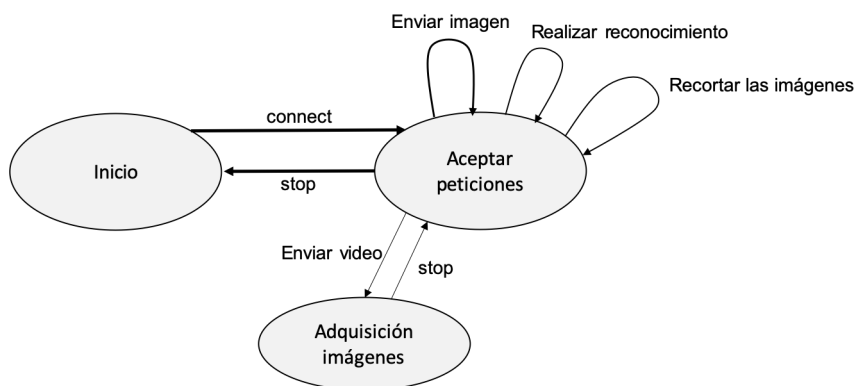 Enviar imagen
Realizar reconocimiento
Recortar las imágenes
connect
Inicio
Aceptar
peticiones
stop
Enviar video
stop
Adquisición
imágenes